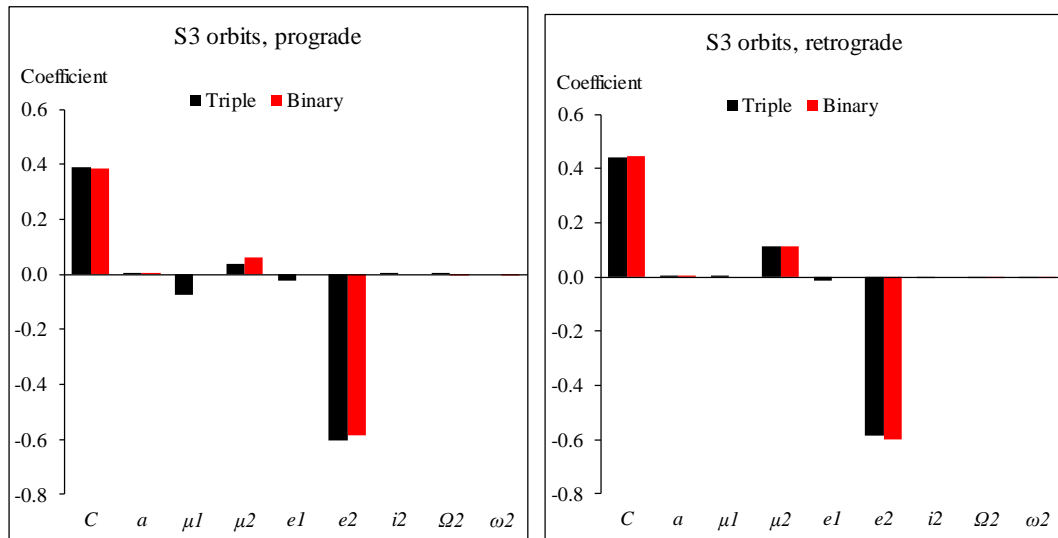 S3 orbits, prograde
Coefficient
Triple Binary
0.6
0.4
0.2
0.0
-0.2
-0.4
-0.6
-0.8
C a μ1 μ2 e1 e2 i2 Ω2 ω2
S3 orbits, retrograde
Coefficient
Triple Binary
0.6
0.4
0.2
0.0
-0.2
-0.4
-0.6
-0.8
C a μ1 μ2 e1 e2 i2 Ω2 ω2